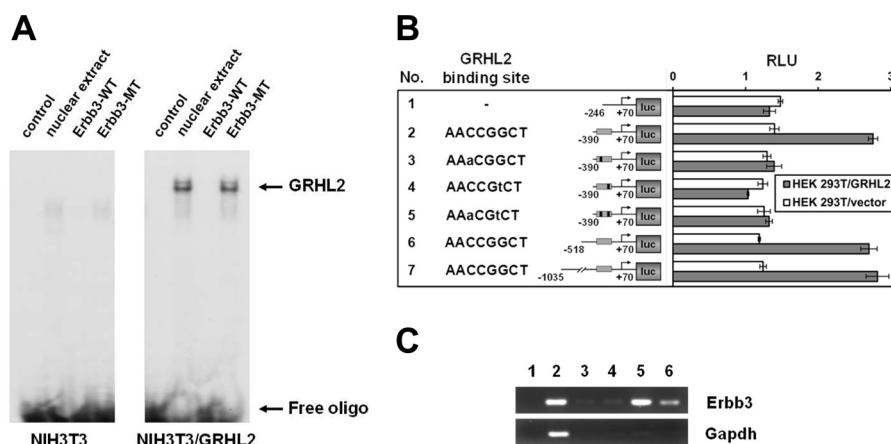 A
control
nuclear extract
Erbb3-WT
Erbb3-MT
control
nuclear extract
Erbb3-WT
Erbb3-MT
GRHL2
Free oligo
NIH3T3
NIH3T3/GRHL2
B
GRHL2
No. binding site
RLU
0 1 2 3
1 - -246 +70 luc
2 AACCGGCT -390 +70 luc
3 AAaCGGCT -390 +70 luc
4 AACCGtCT -390 +70 luc
5 AAaCGtCT -390 +70 luc
6 AACCGGCT -518 +70 luc
7 AACCGGCT -1035 +70 luc
HEK 293T/GRHL2
HEK 293T/vector
C
1 2 3 4 5 6
Erbb3
Gapdh